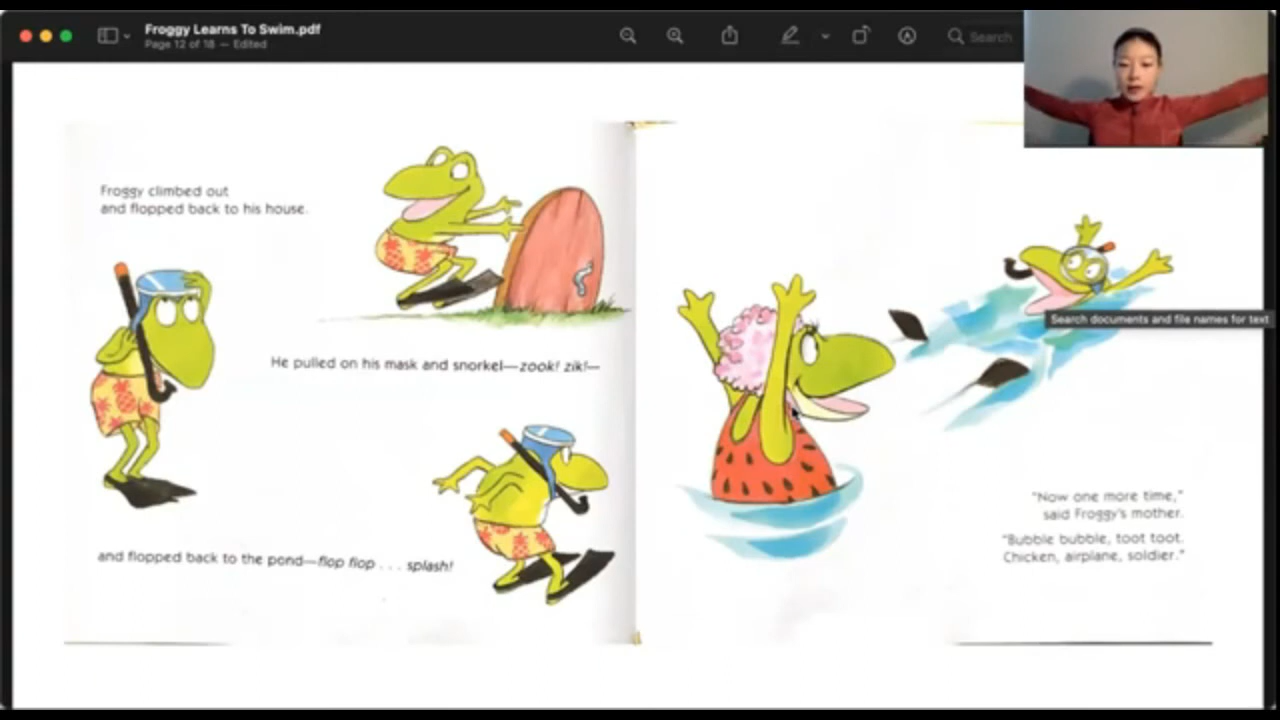 Froggy Learns To Swim.pdf
Page 12 of 18 — Edited
Search
Froggy climbed out
and flopped back to his house.
He pulled on his mask and snorkel—zook! zik!—
and flopped back to the pond—flop flop . . . splash!
Search documents and file names for text
"Now one more time,"
said Froggy's mother.
"Bubble bubble, toot toot.
Chicken, airplane, soldier."